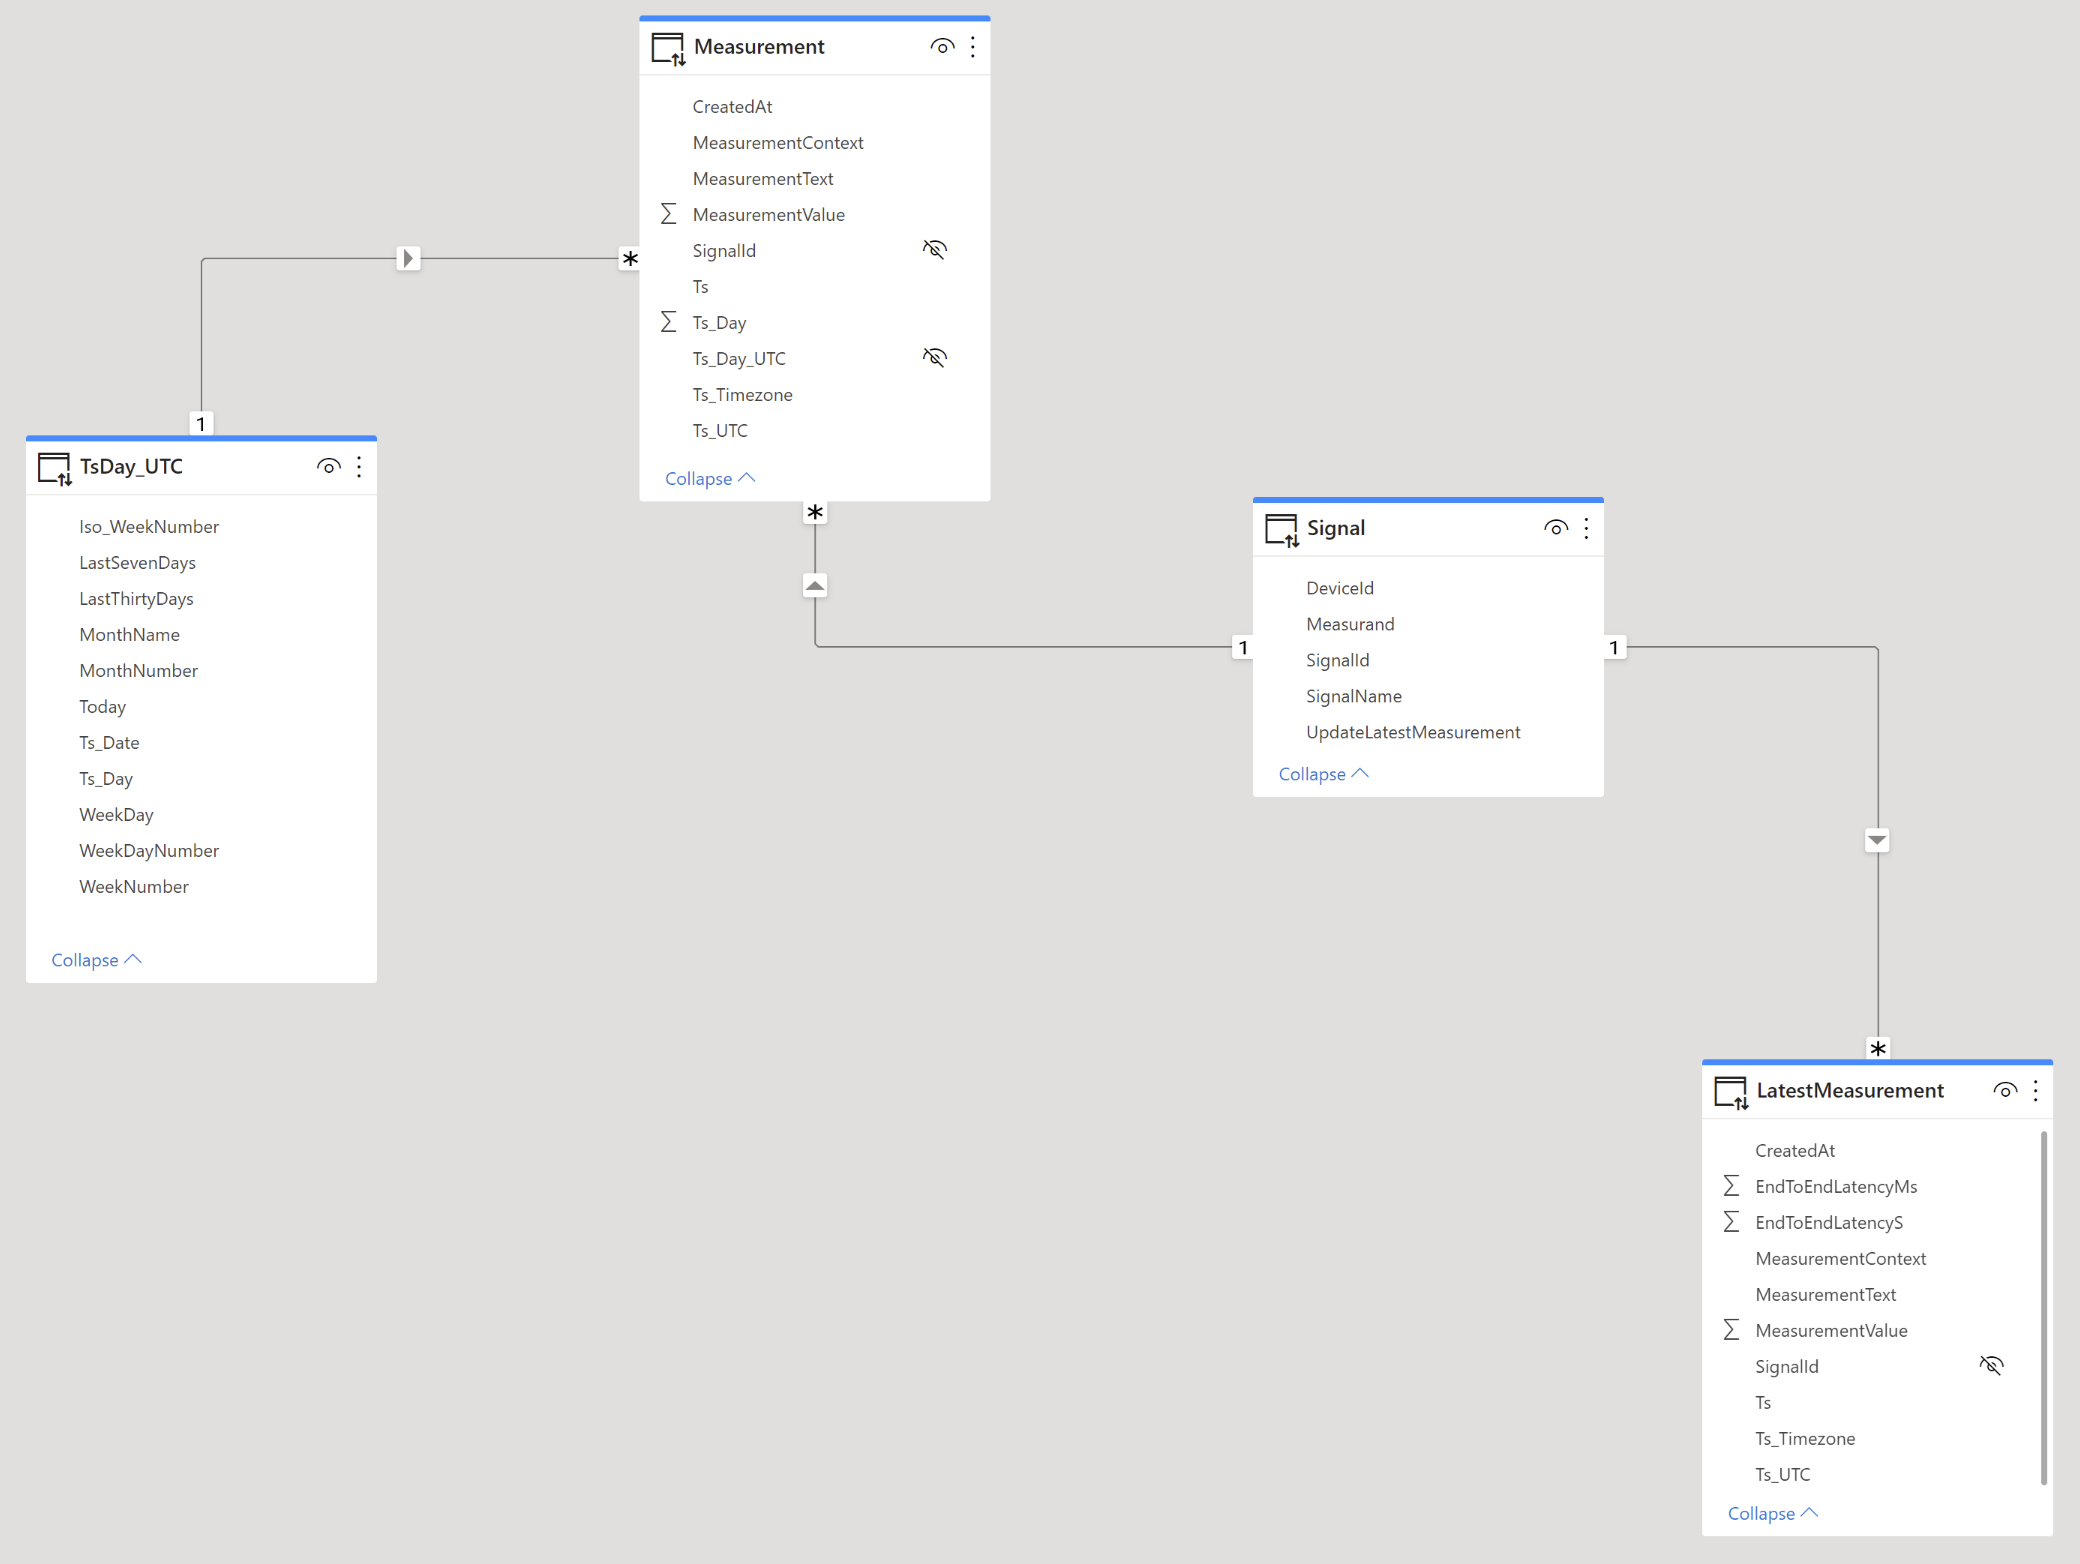 Measurement
CreatedAt
MeasurementContext
MeasurementText
MeasurementValue
SignalId
Ts
Ts_Day
Ts_Day_UTC
Ts_Timezone
Ts_UTC
Collapse
*
1
*
TsDay_UTC
Iso_WeekNumber
LastSevenDays
LastThirtyDays
MonthName
MonthNumber
Today
Ts_Date
Ts_Day
WeekDay
WeekDayNumber
WeekNumber
Collapse
1
1
Signal
DeviceId
Measurand
SignalId
SignalName
UpdateLatestMeasurement
Collapse
*
LatestMeasurement
CreatedAt
EndToEndLatencyMs
EndToEndLatencyS
MeasurementContext
MeasurementText
MeasurementValue
SignalId
Ts
Ts_Timezone
Ts_UTC
Collapse